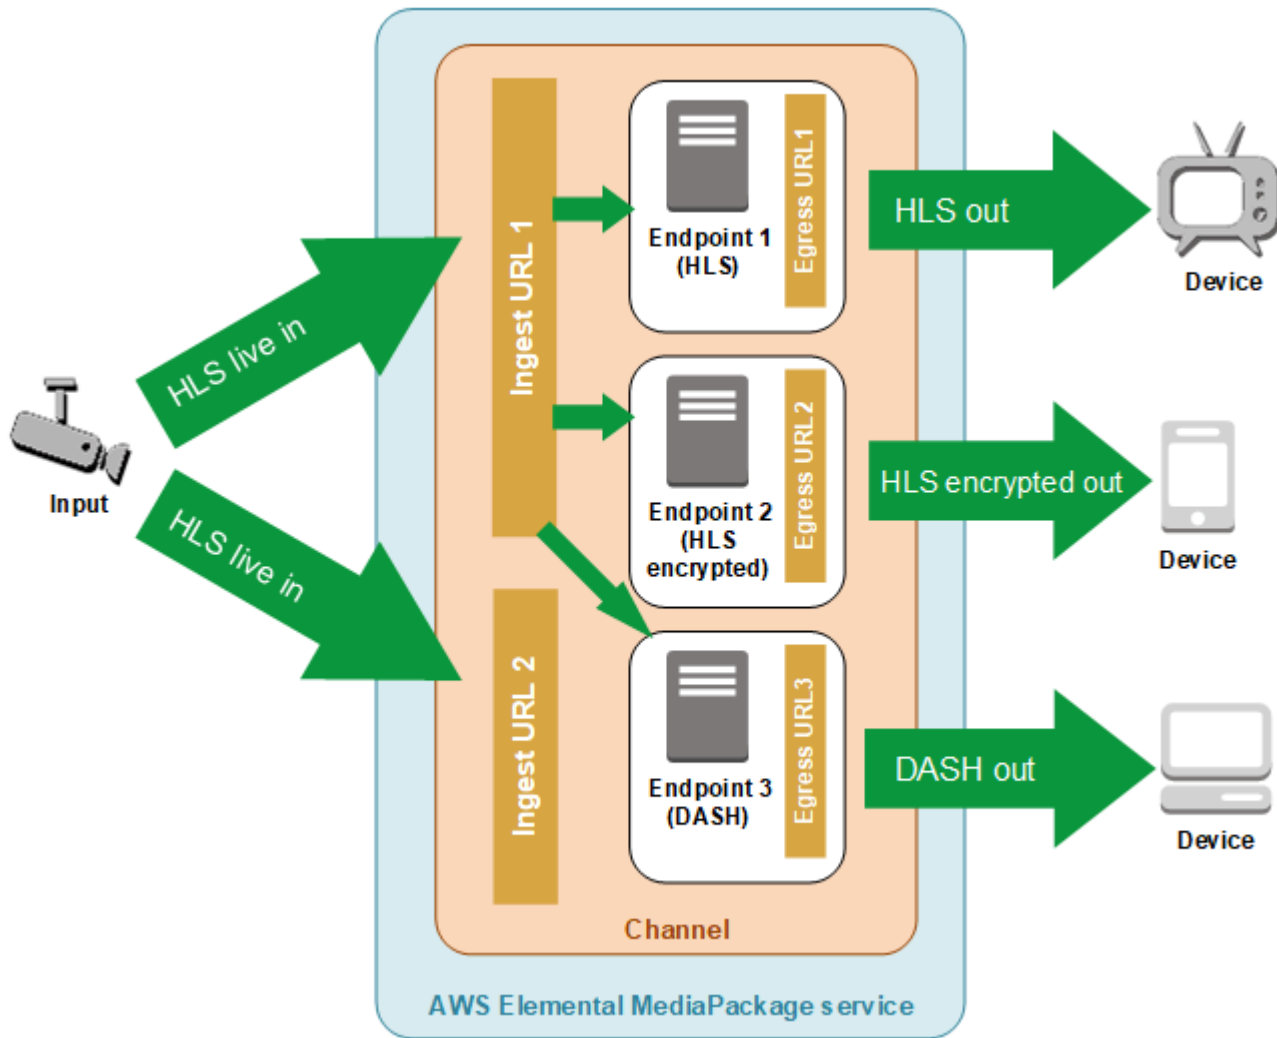 HLS live in
HLS live in
Input
Ingest URL 1
Ingest URL 2
Endpoint 1
(HLS)
Egress URL1
Endpoint 2
(HLS
encrypted)
Egress URL2
Endpoint 3
(DASH)
Egress URL3
HLS out
Device
HLS encrypted out
Device
DASH out
Device
Channel
AWS Elemental MediaPackage service